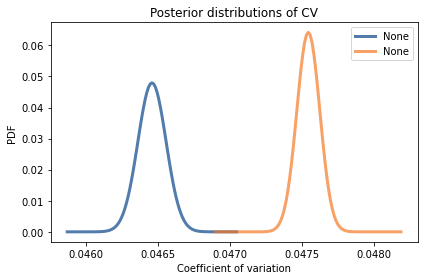 Posterior distributions of CV
None
None
0.06
0.05
0.04
0.03
0.02
0.01
0.00
PDF
0.0460 0.0465 0.0470 0.0475 0.0480
Coefficient of variation